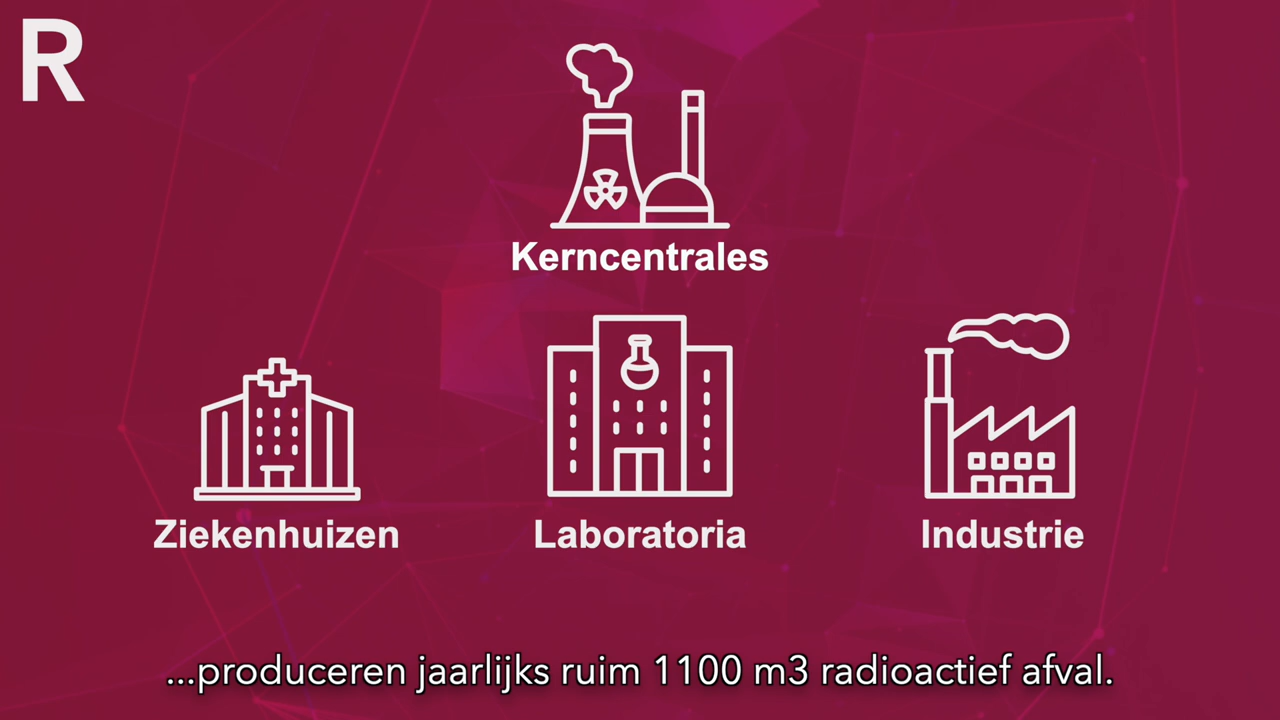 R
Kerncentrales
Ziekenhuizen
Laboratoria
Industrie
...produceren jaarlijks ruim 1100 m3 radioactief afval.